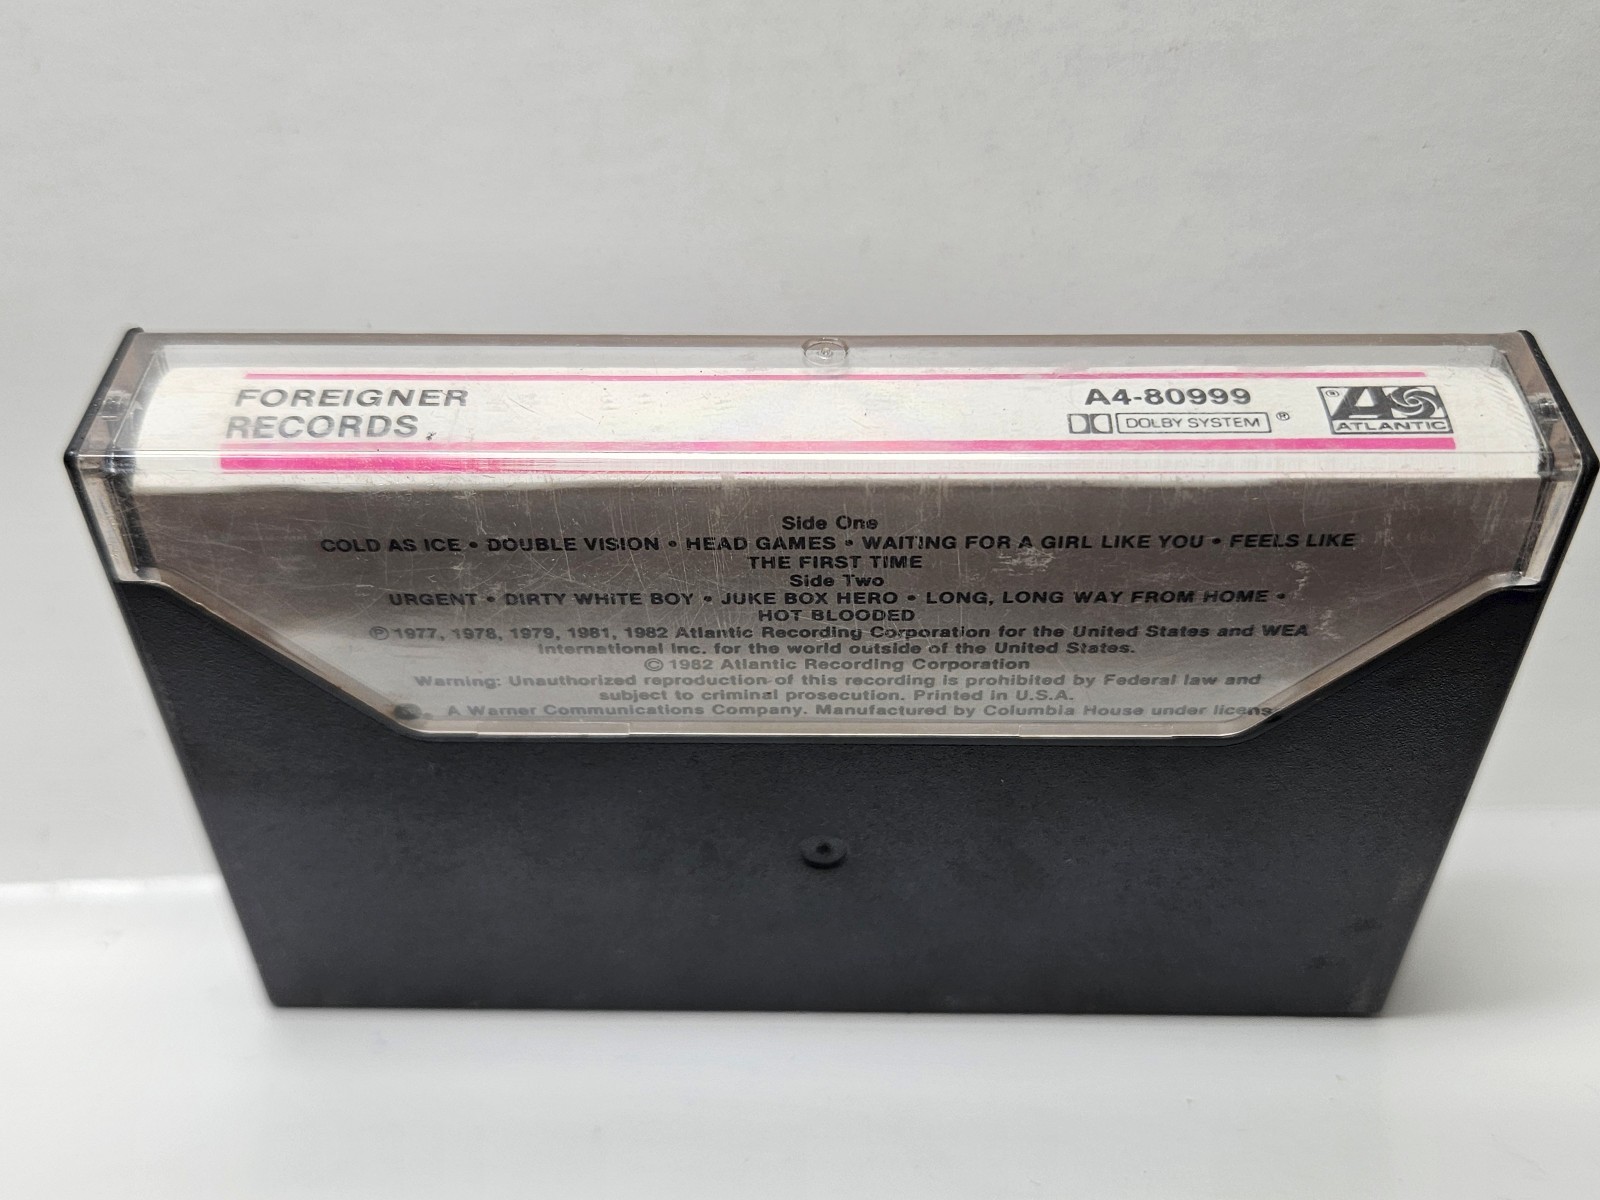 FOREIGNER
RECORDS
A4-80999
DOLBY SYSTEM ®
® ATLANTIC
Side One
COLD AS ICE • DOUBLE VISION • HEAD GAMES • WAITING FOR A GIRL LIKE YOU • FEELS LIKE
THE FIRST TIME
Side Two
URGENT • DIRTY WHITE BOY • JUKE BOX HERO • LONG, LONG WAY FROM HOME •
HOT BLOODED
℗ 1977, 1978, 1979, 1981, 1982 Atlantic Recording Corporation for the United States and WEA
International Inc. for the world outside of the United States.
© 1982 Atlantic Recording Corporation
Warning: Unauthorized reproduction of this recording is prohibited by Federal law and
subject to criminal prosecution. Printed in U.S.A.
A Warner Communications Company. Manufactured by Columbia House under